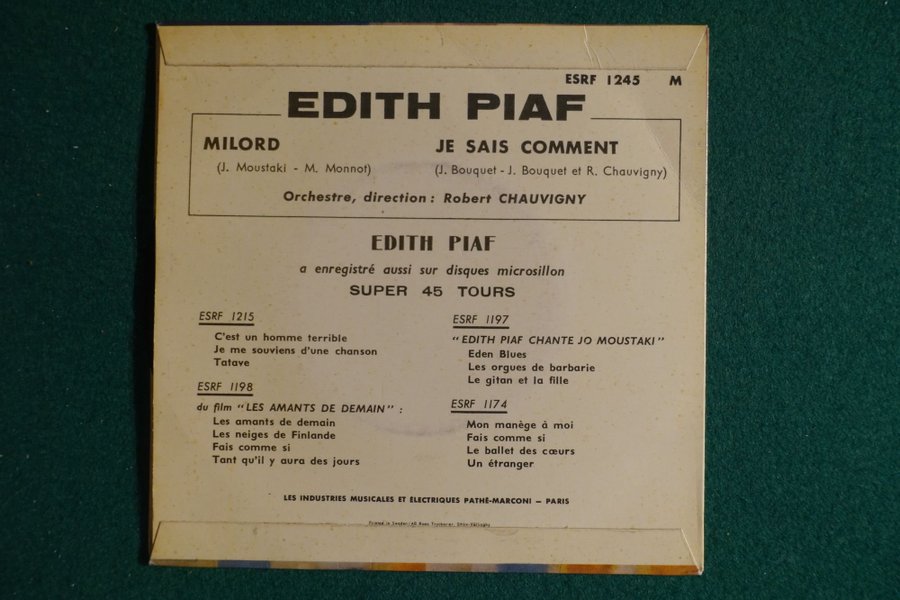 ESRF 1245 M
EDITH PIAF
MILORD
(J. Moustaki - M. Monnot)
JE SAIS COMMENT
(J. Bouquet - J. Bouquet et R. Chauvigny)
Orchestre, direction : Robert CHAUVIGNY
EDITH PIAF
a enregistré aussi sur disques microsillon
SUPER 45 TOURS
ESRF 1215
C'est un homme terrible
Je me souviens d'une chanson
Tatave
ESRF 1198
du film "LES AMANTS DE DEMAIN" :
Les amants de demain
Les neiges de Finlande
Fais comme si
Tant qu'il y aura des jours
ESRF 1197
"EDITH PIAF CHANTE JO MOUSTAKI"
Eden Blues
Les orgues de barbarie
Le gitan et la fille
ESRF 1174
Mon manège à moi
Fais comme si
Le ballet des cœurs
Un étranger
LES INDUSTRIES MUSICALES ET ÉLECTRIQUES PATHÉ-MARCONI – PARIS
Printed in Sweden